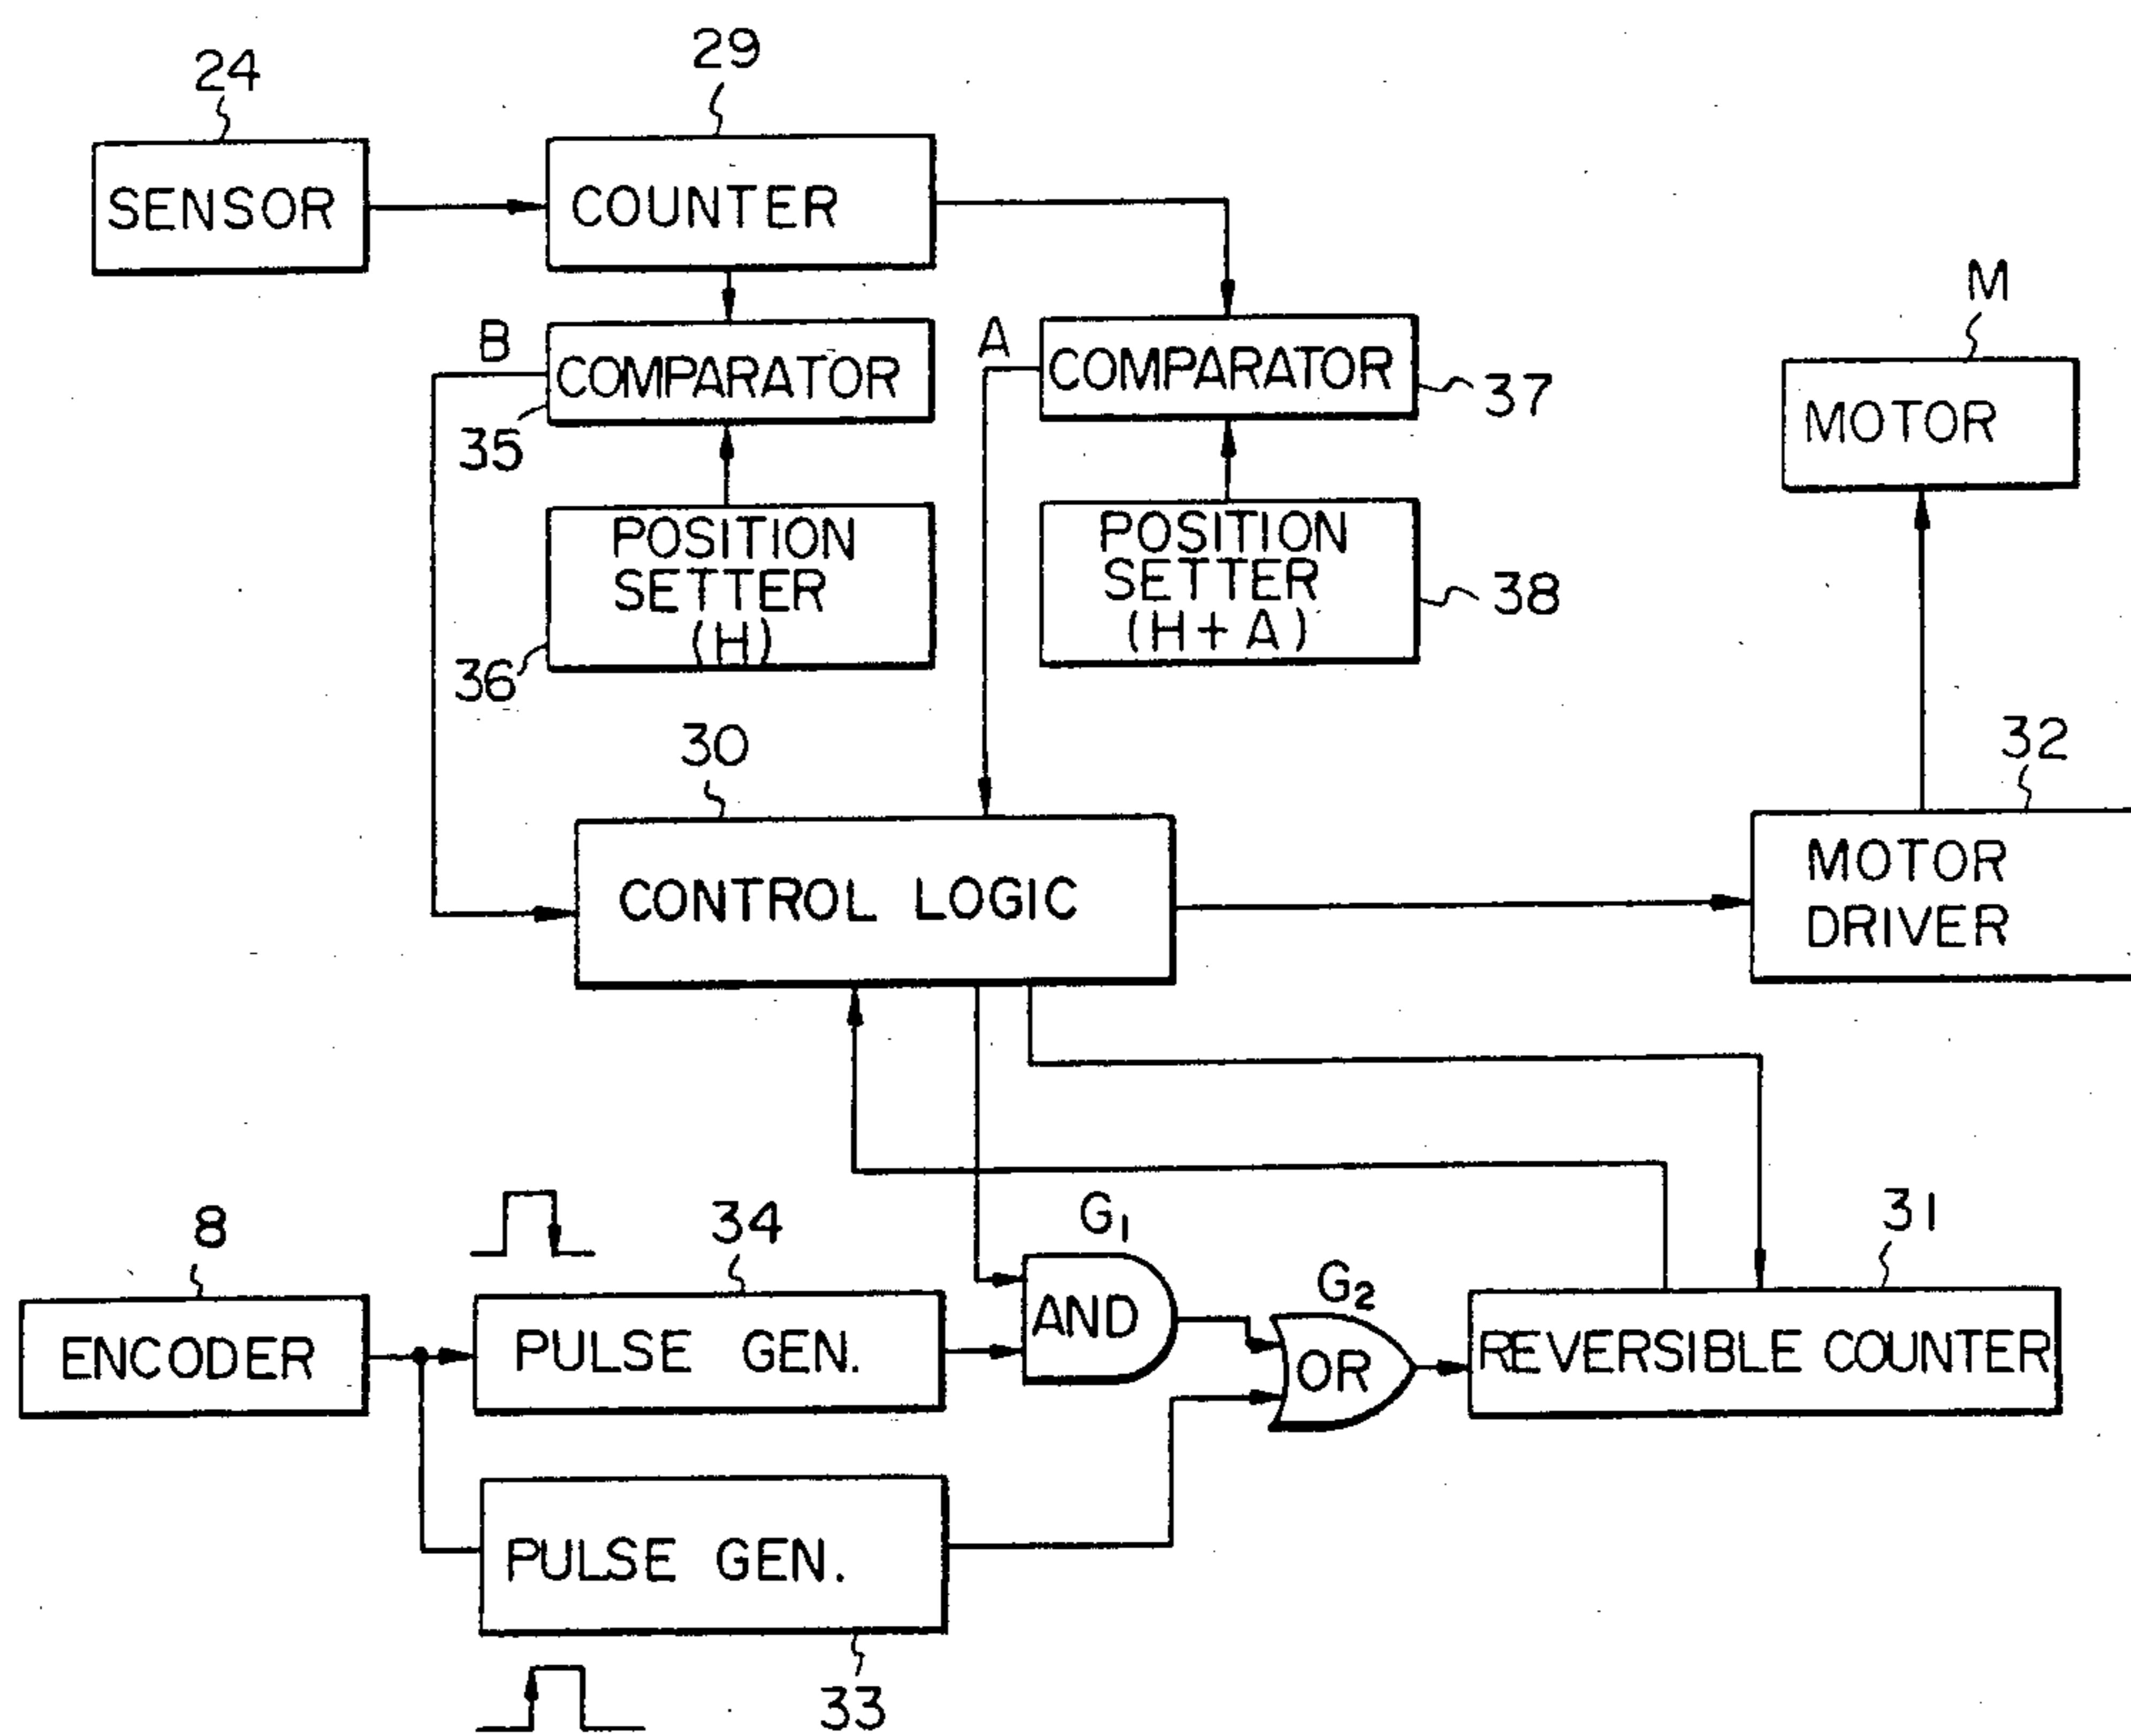 24
29
SENSOR
COUNTER
B
COMPARATOR
35
A
COMPARATOR
37
M
MOTOR
POSITION
SETTER
(H)
36
POSITION
SETTER
(H+A)
38
30
32
CONTROL LOGIC
MOTOR
DRIVER
8
34
G1
G2
31
ENCODER
PULSE GEN.
AND
OR
REVERSIBLE COUNTER
PULSE GEN.
33